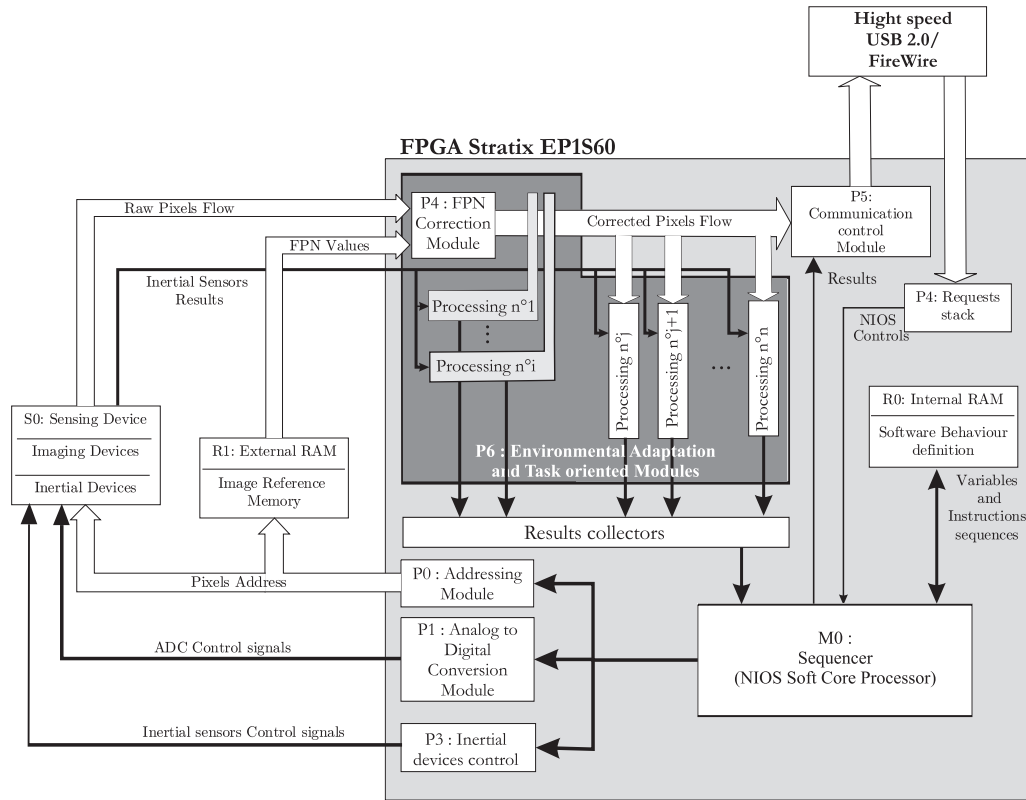 Hight speed
USB 2.0/
FireWire
FPGA Stratix EP1S60
Raw Pixels Flow
P4 : FPN
Correction
Module
Corrected Pixels Flow
P5:
Communication
control
Module
FPN Values
Inertial Sensors
Results
Results
P4: Requests
stack
NIOS
Controls
Processing n°1
⋮
Processing n°i
Processing n°j
Processing n°j+1
...
Processing n°n
P6 : Environmental Adaptation
and Task oriented Modules
S0: Sensing Device
Imaging Devices
Inertial Devices
R1: External RAM
Image Reference
Memory
R0: Internal RAM
Software Behaviour
definition
Variables
and
Instructions
sequences
Results collectors
Pixels Address
P0 : Addressing
Module
ADC Control signals
P1 : Analog to
Digital
Conversion
Module
M0 :
Sequencer
(NIOS Soft Core Processor)
Inertial sensors Control signals
P3 : Inertial
devices control